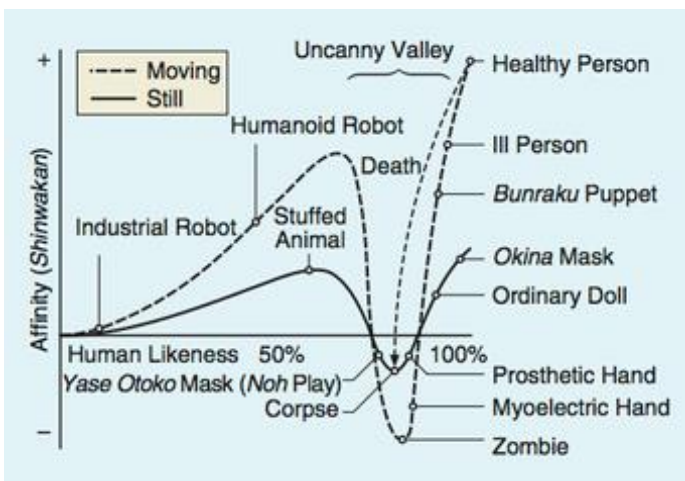 +
Moving
Still
Uncanny Valley
Healthy Person
Humanoid Robot
Death
Ill Person
Bunraku Puppet
Industrial Robot
Stuffed
Animal
Okina Mask
Ordinary Doll
Affinity (Shinwakan)
Human Likeness 50% 100%
Yase Otoko Mask (Noh Play)
Prosthetic Hand
Corpse
Myoelectric Hand
–
Zombie